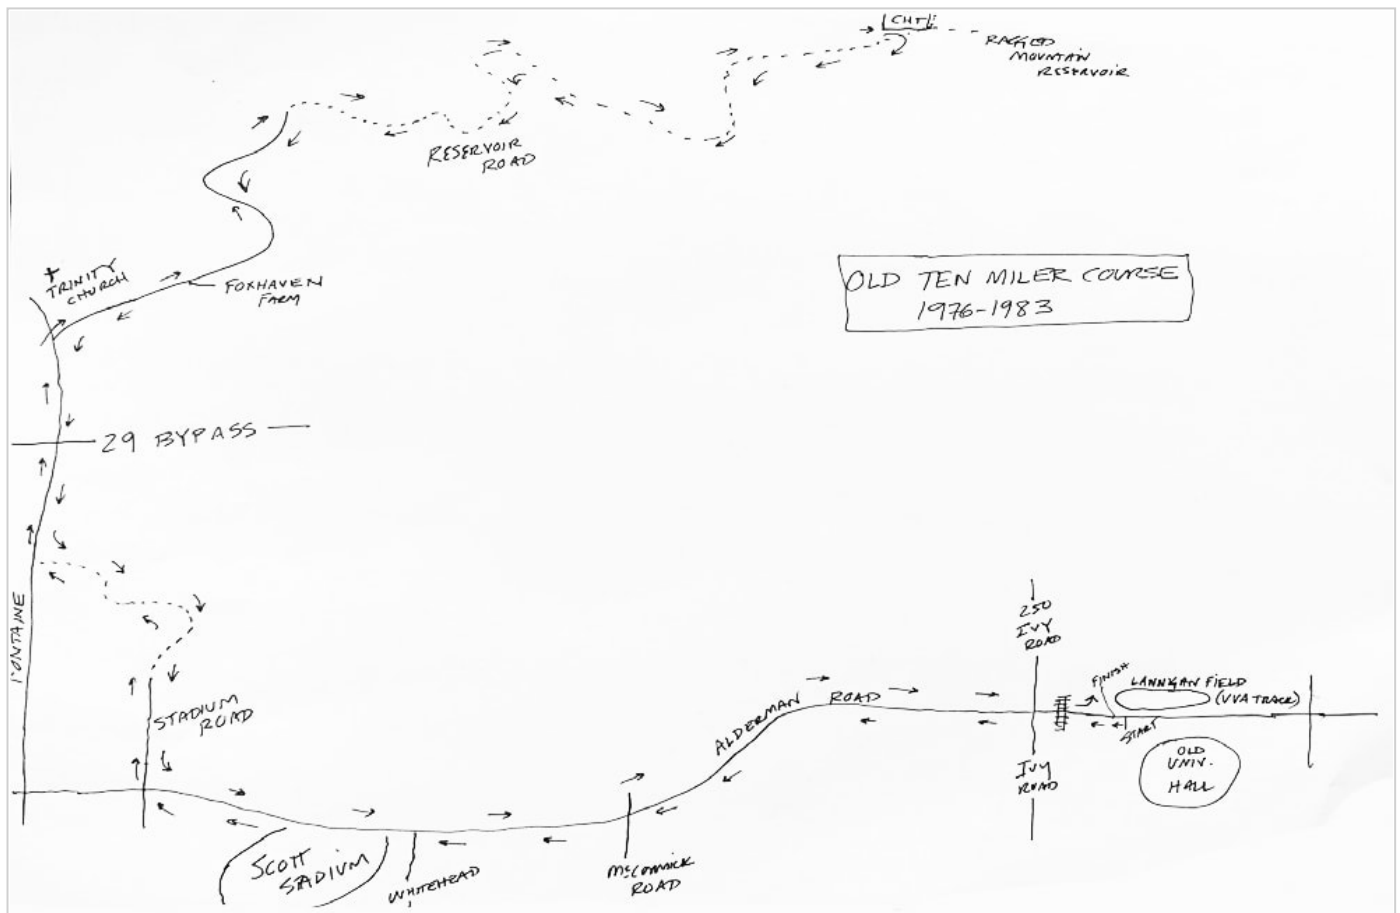 CHT
RAGGED
MOUNTAIN
RESERVOIR
RESERVOIR
ROAD
TRINITY
CHURCH
FOXHAVEN
FARM
OLD TEN MILER COURSE
1976-1983
29 BYPASS
FONTAINE
STADIUM
ROAD
250
IVY
ROAD
FINISH
LANNIGAN FIELD
(UVA TRACK)
ALDERMAN ROAD
START
OLD
UNIV.
HALL
IVY
ROAD
SCOTT
STADIUM
WHITEHEAD
McCORMICK
ROAD